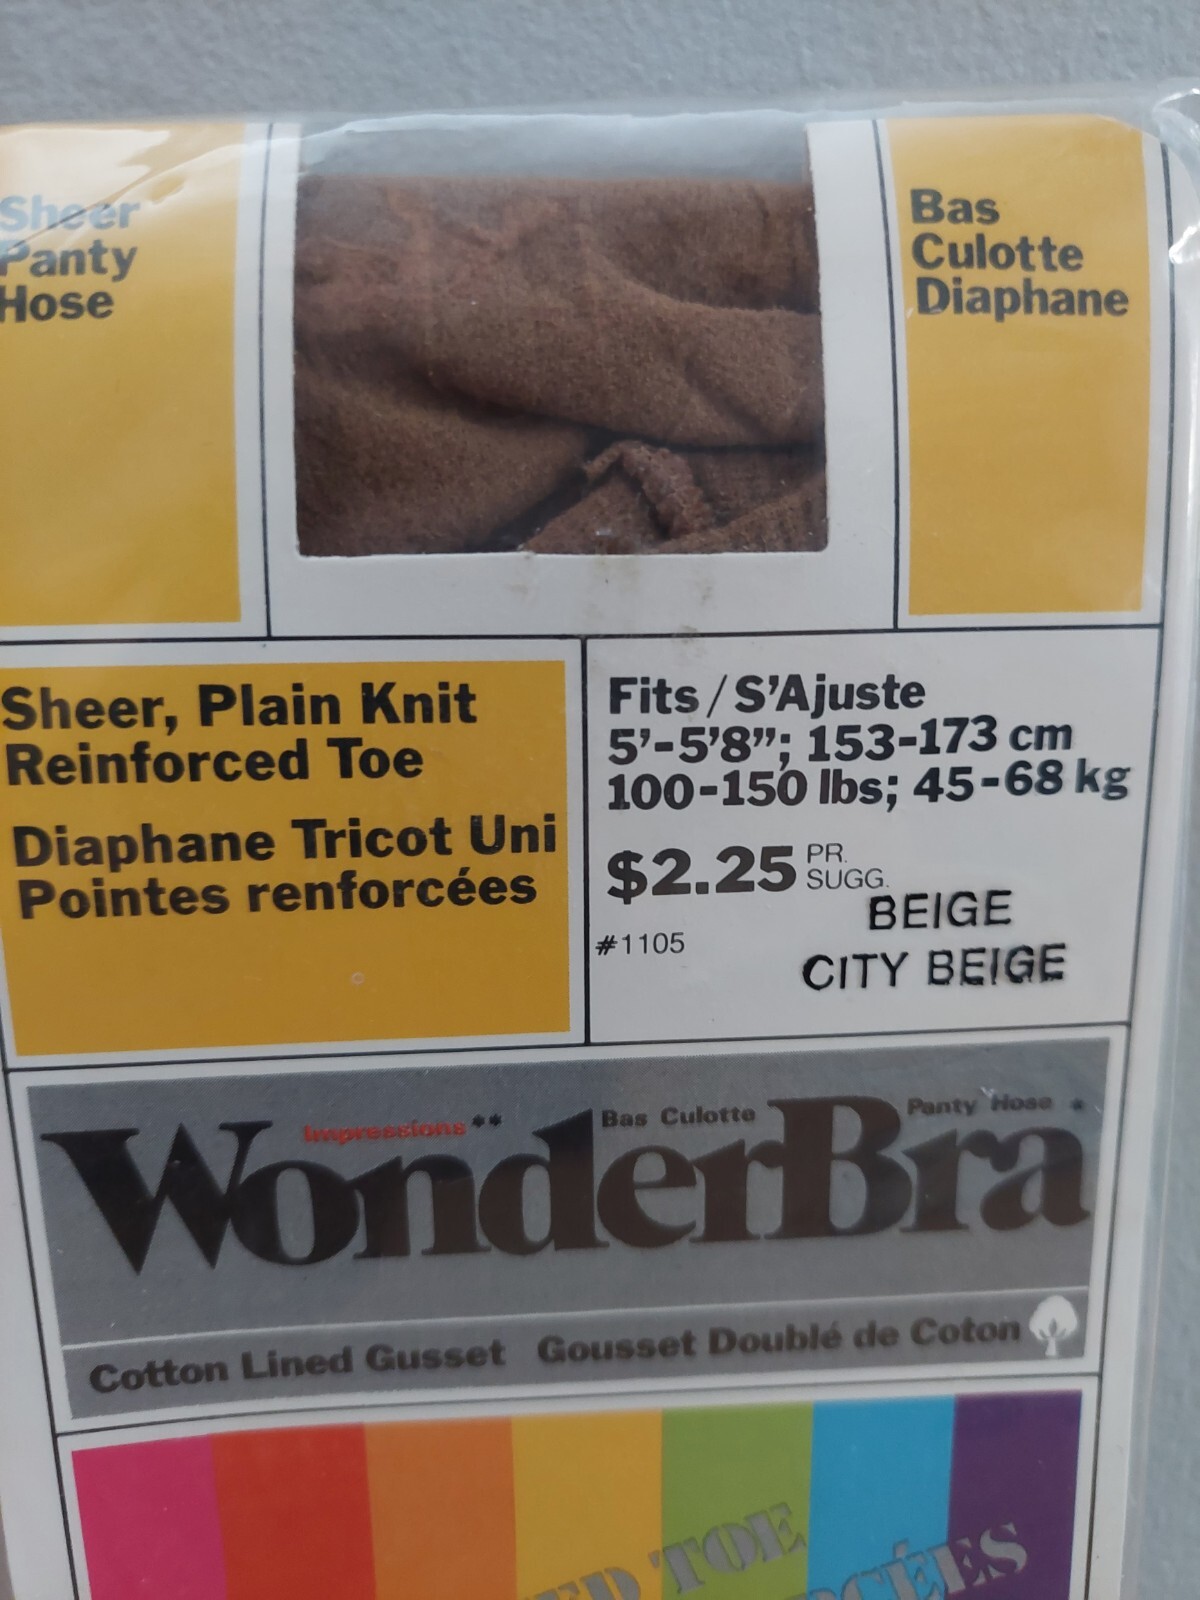 Sheer
Panty
Hose
Bas
Culotte
Diaphane
Sheer, Plain Knit
Reinforced Toe
Diaphane Tricot Uni
Pointes renforcées
Fits / S'Ajuste
5'-5'8"; 153-173 cm
100-150 lbs; 45-68 kg
$2.25 PR. SUGG.
#1105
BEIGE
CITY BEIGE
Impressions**
Bas Culotte
Panty Hose *
WonderBra
Cotton Lined Gusset Gousset Doublé de Coton
TOE